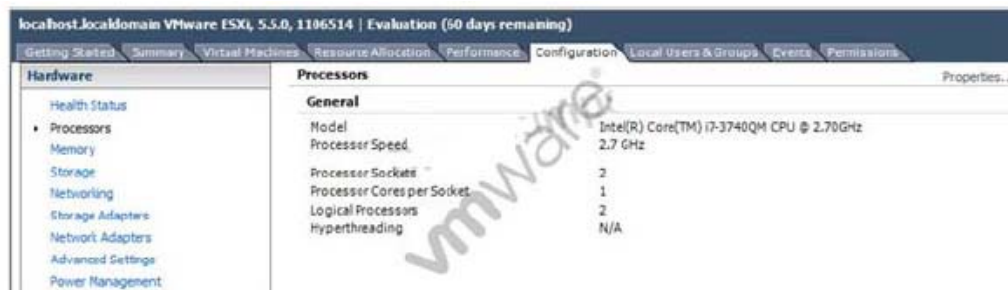 localhost.localdomain VMware ESXi, 5.5.0, 1106514 | Evaluation (60 days remaining)
Getting Started Summary Virtual Machines Resource Allocation Performance Configuration Local Users & Groups Events Permissions
Hardware
Health Status
Processors
Memory
Storage
Networking
Storage Adapters
Network Adapters
Advanced Settings
Power Management
Processors
Properties...
General
Model Intel(R) Core(TM) i7-3740QM CPU @ 2.70GHz
Processor Speed 2.7 GHz
Processor Sockets 2
Processor Cores per Socket 1
Logical Processors 2
Hyperthreading N/A
vmware